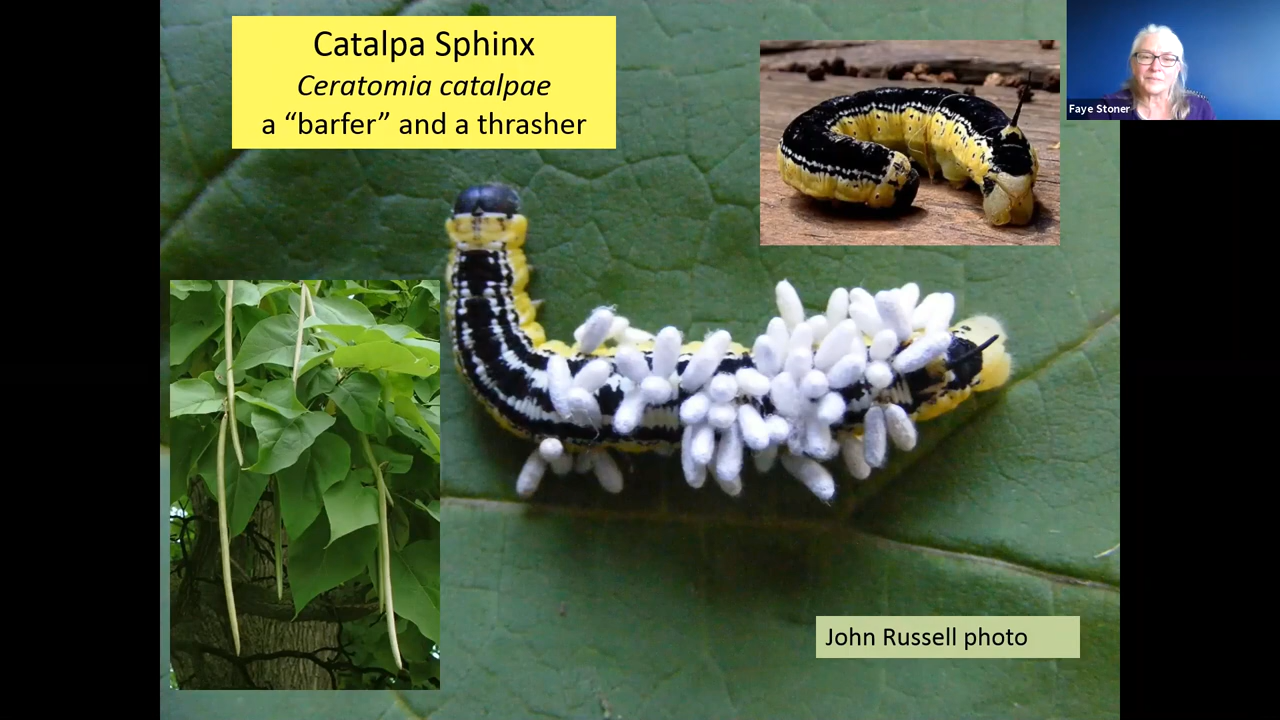 Catalpa Sphinx
Ceratomia catalpae
a “barfer” and a thrasher
Faye Stoner
John Russell photo